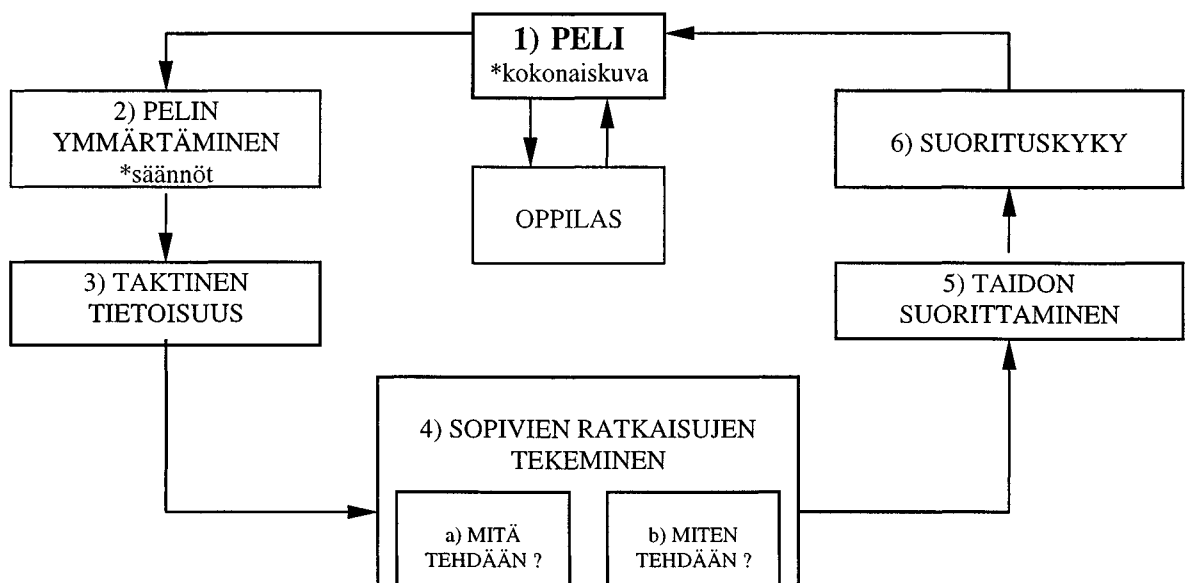 1) PELI
*kokonaiskuva
2) PELIN
YMMÄRTÄMINEN
*säännöt
OPPILAS
6) SUORITUSKYKY
3) TAKTINEN
TIETOISUUS
5) TAIDON
SUORITTAMINEN
4) SOPIVIEN RATKAISUJEN
TEKEMINEN
a) MITÄ
TEHDÄÄN ?
b) MITEN
TEHDÄÄN ?